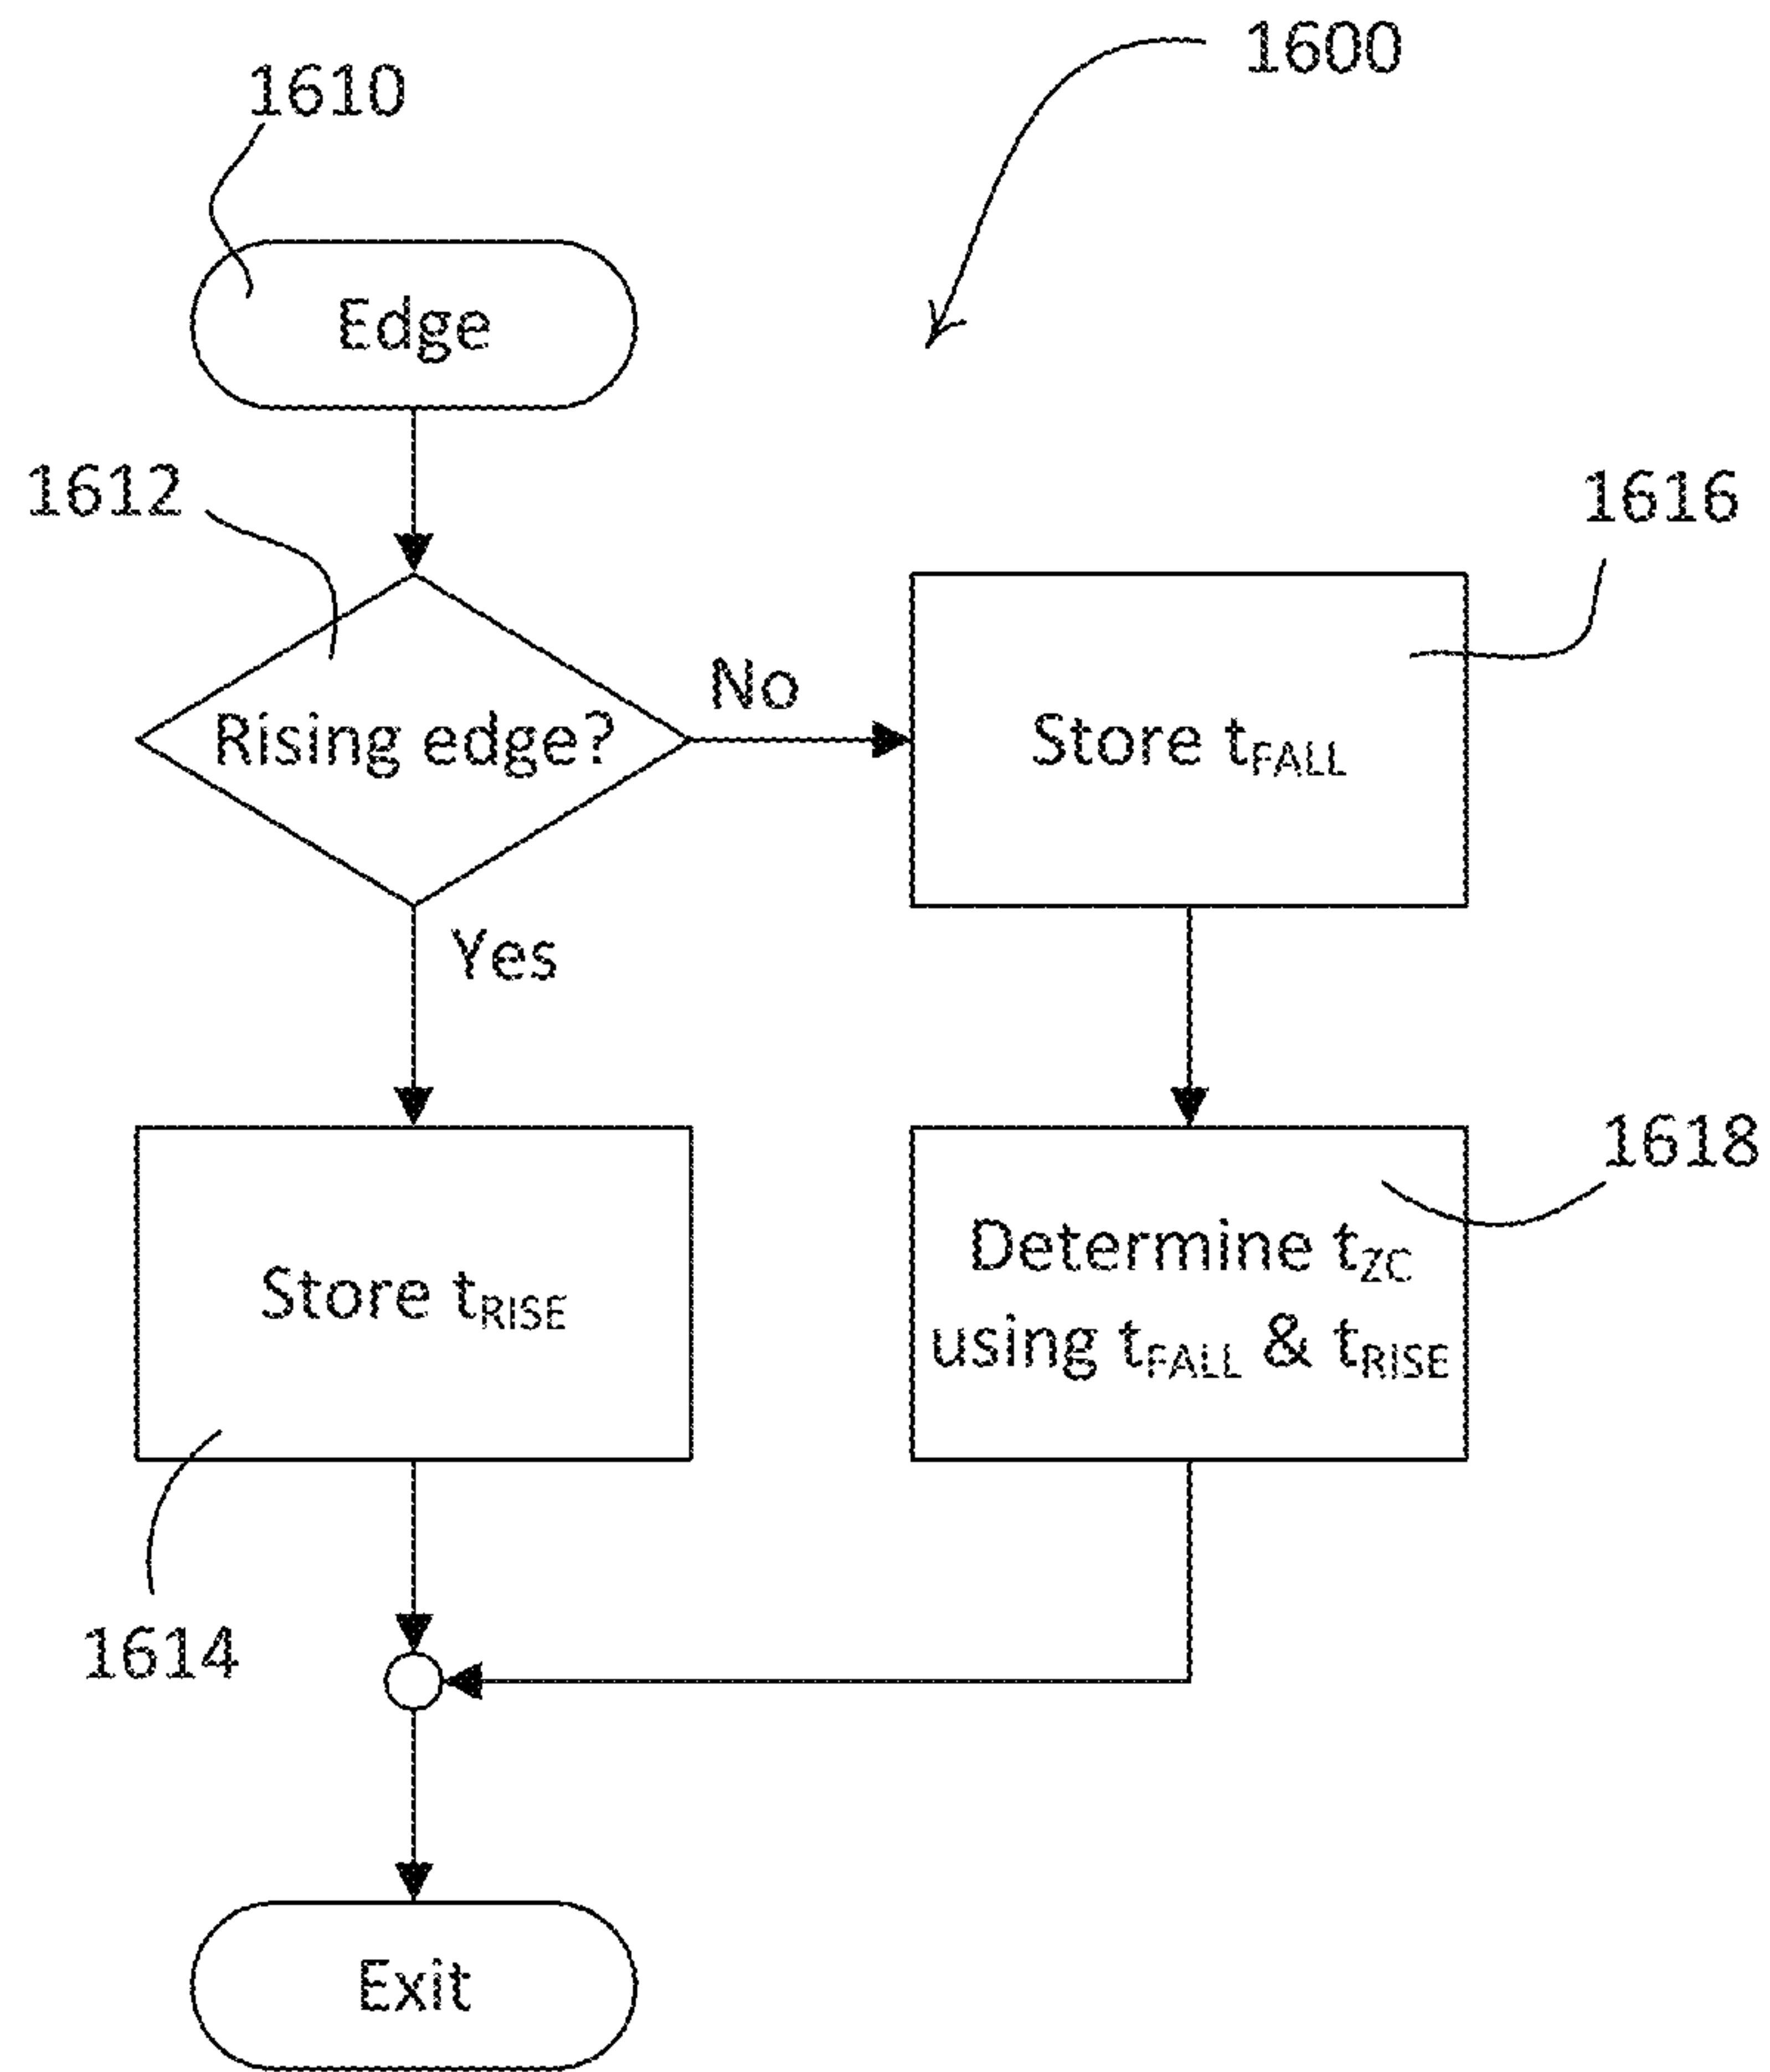 1600
1610
Edge
1612
1616
Rising edge?
No
Store tFALL
Yes
1618
Store tRISE
Determine tZC
using tFALL & tRISE
1614
Exit